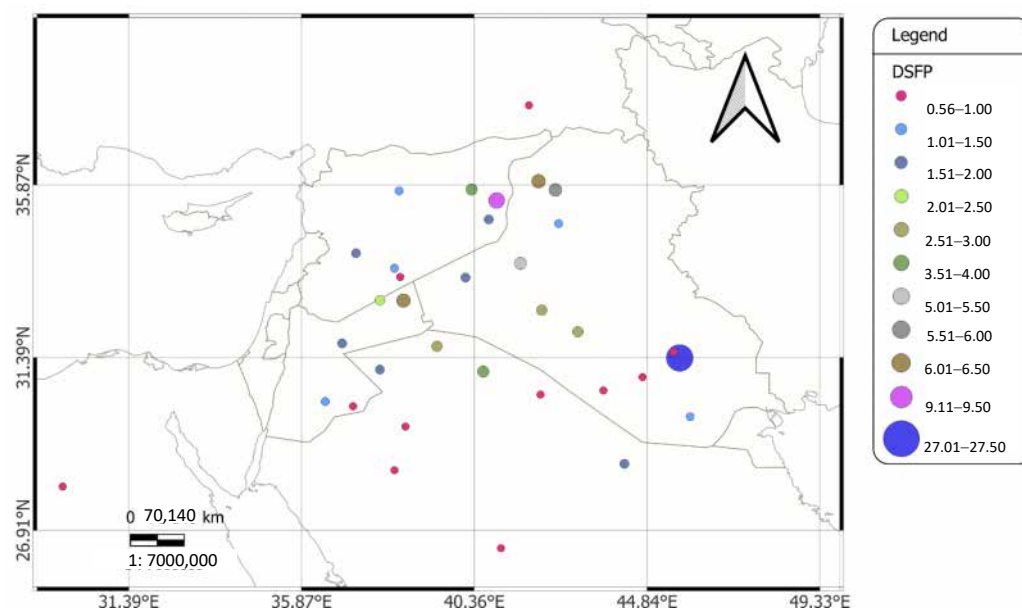 Legend
DSFP
0.56–1.00
1.01–1.50
1.51–2.00
2.01–2.50
2.51–3.00
3.51–4.00
5.01–5.50
5.51–6.00
6.01–6.50
9.11–9.50
27.01–27.50
35.87°N
31.39°N
26.91°N
0 70,140 km
1: 7000,000
31.39°E 35.87°E 40.36°E 44.84°E 49.33°E